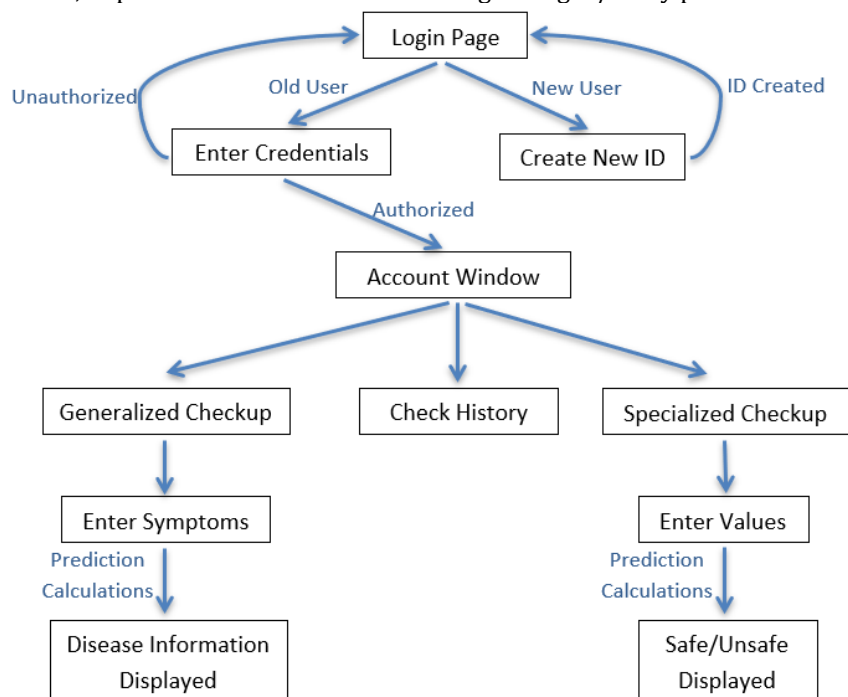 Login Page
Unauthorized
Old User
New User
ID Created
Enter Credentials
Create New ID
Authorized
Account Window
Generalized Checkup
Check History
Specialized Checkup
Enter Symptoms
Enter Values
Prediction
Calculations
Prediction
Calculations
Disease Information
Displayed
Safe/Unsafe
Displayed